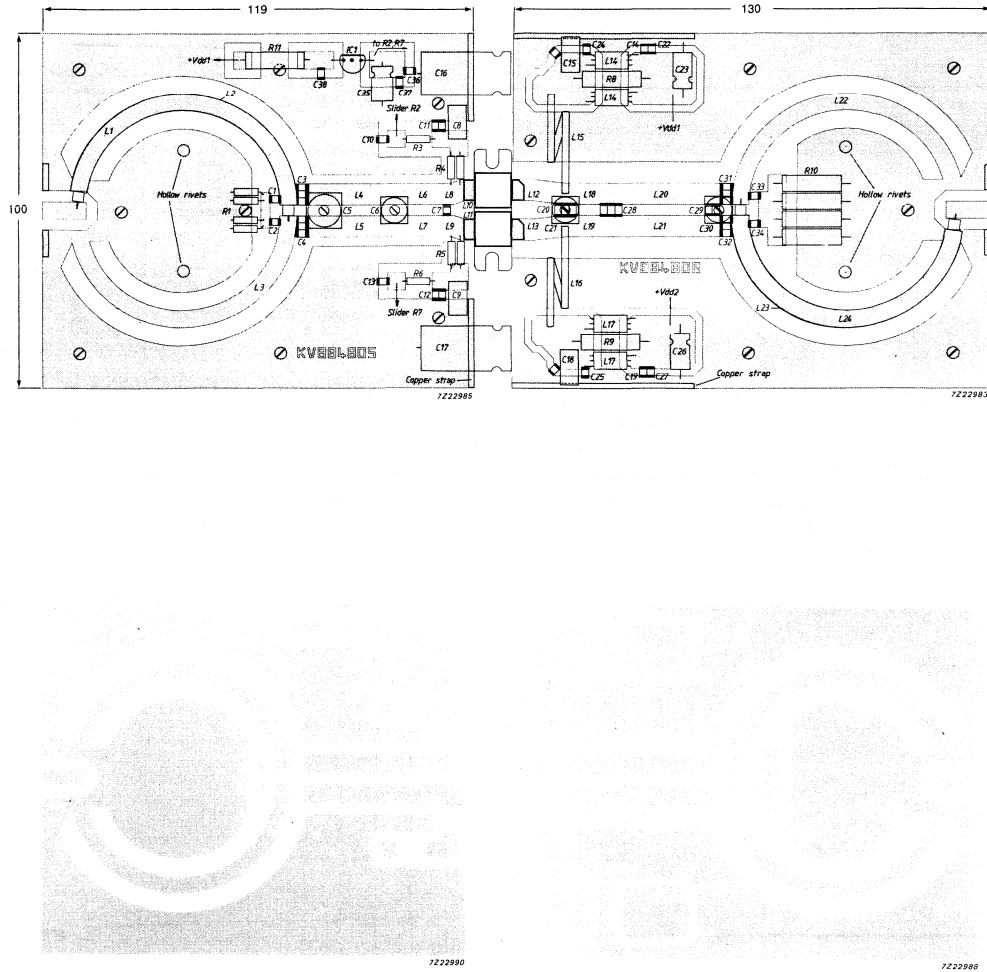 119
130
100
R11
IC1
to R2,R7
+Vdd1
C38
C35
C36
C37
Slider R2
C16
C11
C8
C10
R3
R4
L2
L1
Hollow rivets
R1
C1
C2
C3
C4
L4
L6
L8
C5
C6
C7
L10
L11
L5
L7
L9
L3
R5
C13
R6
C12
C9
Slider R7
C17
KV884805
Copper strap
7Z22985
C15
C24
C14
C22
L14
R8
L14
C23
+Vdd1
L15
L22
L12
L18
L20
C31
C33
R10
Hollow rivets
C20
C21
C28
C29
C30
L13
L19
L21
C32
C34
KV884806
L16
+Vdd2
L23
L24
L17
R9
L17
C18
C25
C19
C27
C26
Copper strap
7Z22983
7Z22990
7Z22988